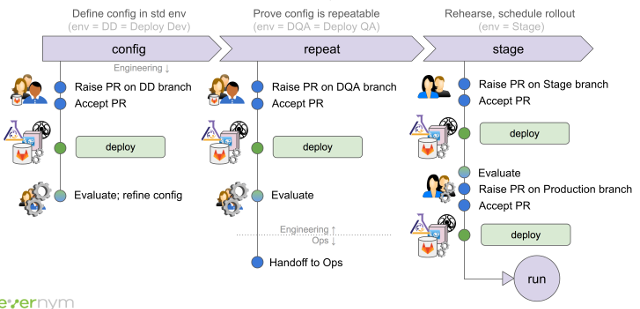 Define config in std env
(env = DD = Deploy Dev)
config
Engineering ↓
Raise PR on DD branch
Accept PR
deploy
Evaluate; refine config
Prove config is repeatable
(env = DQA = Deploy QA)
repeat
Raise PR on DQA branch
Accept PR
deploy
Evaluate
Engineering ↑
Ops ↓
Handoff to Ops
Rehearse, schedule rollout
(env = Stage)
stage
Raise PR on Stage branch
Accept PR
deploy
Evaluate
Raise PR on Production branch
Accept PR
deploy
run
evernym